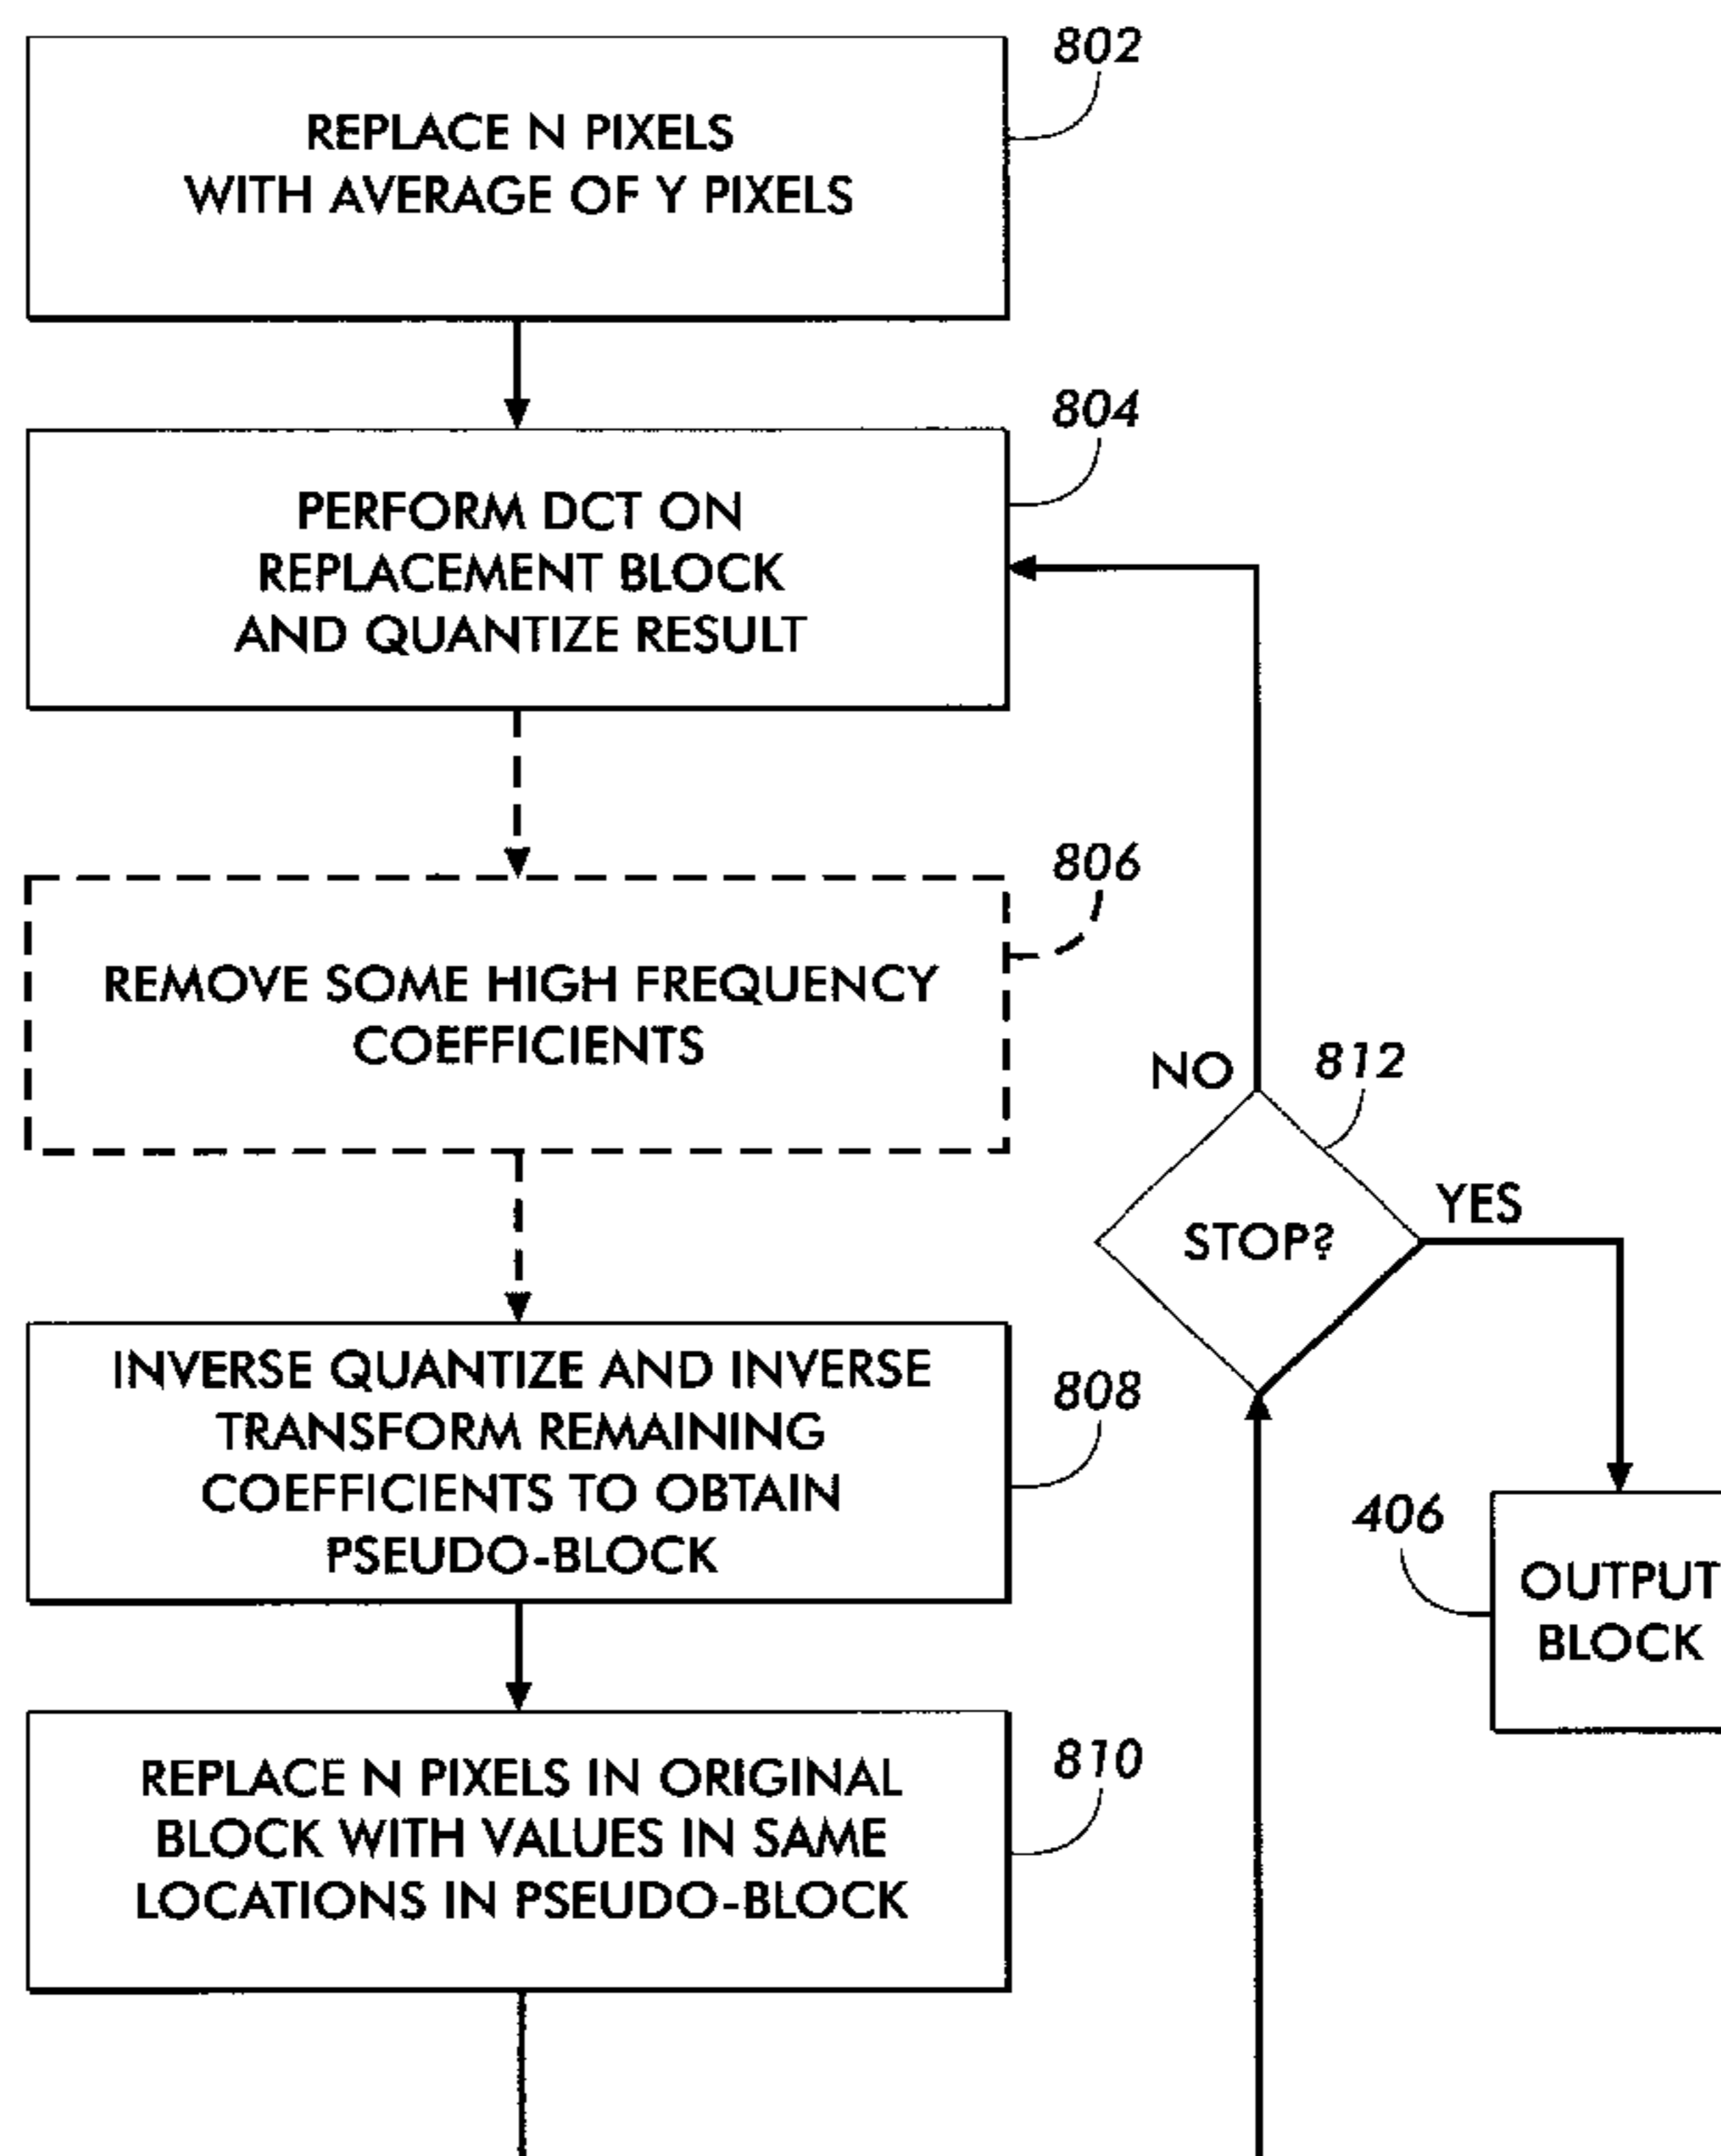 802
REPLACE N PIXELS
WITH AVERAGE OF Y PIXELS
804
PERFORM DCT ON
REPLACEMENT BLOCK
AND QUANTIZE RESULT
806
REMOVE SOME HIGH FREQUENCY
COEFFICIENTS
NO
812
STOP?
YES
INVERSE QUANTIZE AND INVERSE
TRANSFORM REMAINING
COEFFICIENTS TO OBTAIN
PSEUDO-BLOCK
808
406
OUTPUT
BLOCK
REPLACE N PIXELS IN ORIGINAL
BLOCK WITH VALUES IN SAME
LOCATIONS IN PSEUDO-BLOCK
810